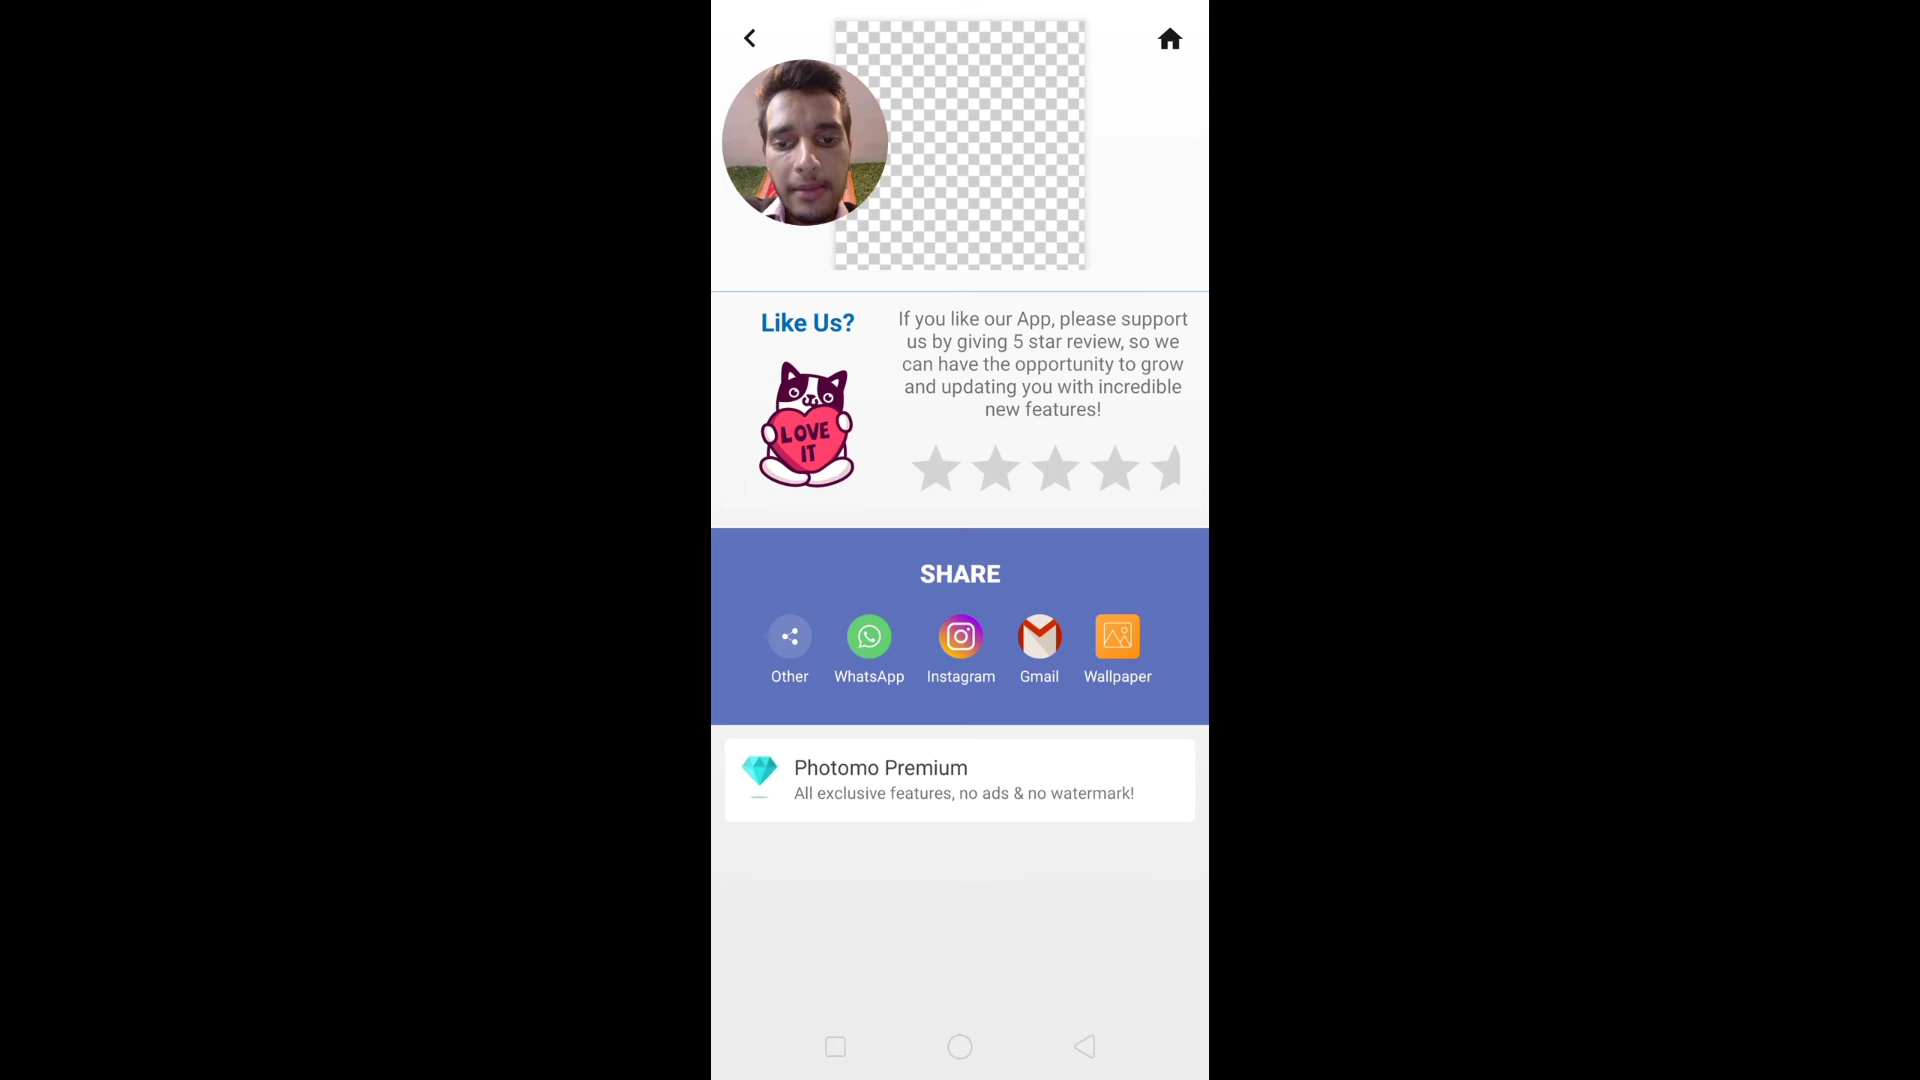 Like Us?
If you like our App, please support
us by giving 5 star review, so we
can have the opportunity to grow
and updating you with incredible
new features!
LOVE
IT
SHARE
Other
WhatsApp
Instagram
Gmail
Wallpaper
Photomo Premium
All exclusive features, no ads & no watermark!